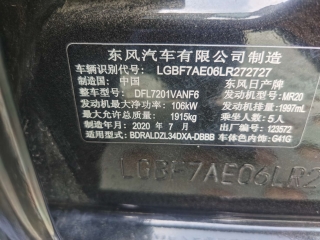 东风汽车有限公司制造
车辆识别代号: LGBF7AE06LR272727
制造国: 中国 东风日产牌
整车型号: DFL7201VANF6 发动机型号: MR20
发动机最大净功率: 106kW 发动机排量: 1997mL
最大允许总质量: 1915kg 乘坐人数: 5人
制造年月: 2020 年 7 月 出厂编号: 123572
适用型号: BDRALDZL34DXA-DBBB 车体色内饰: G41G
LGBF7AE06LR2